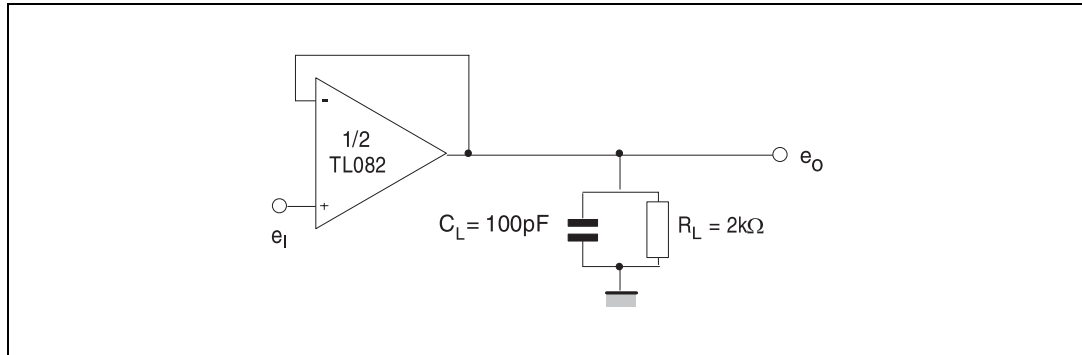 -
1/2
TL082
+
e_I
e_O
C_L = 100pF
R_L = 2kΩ